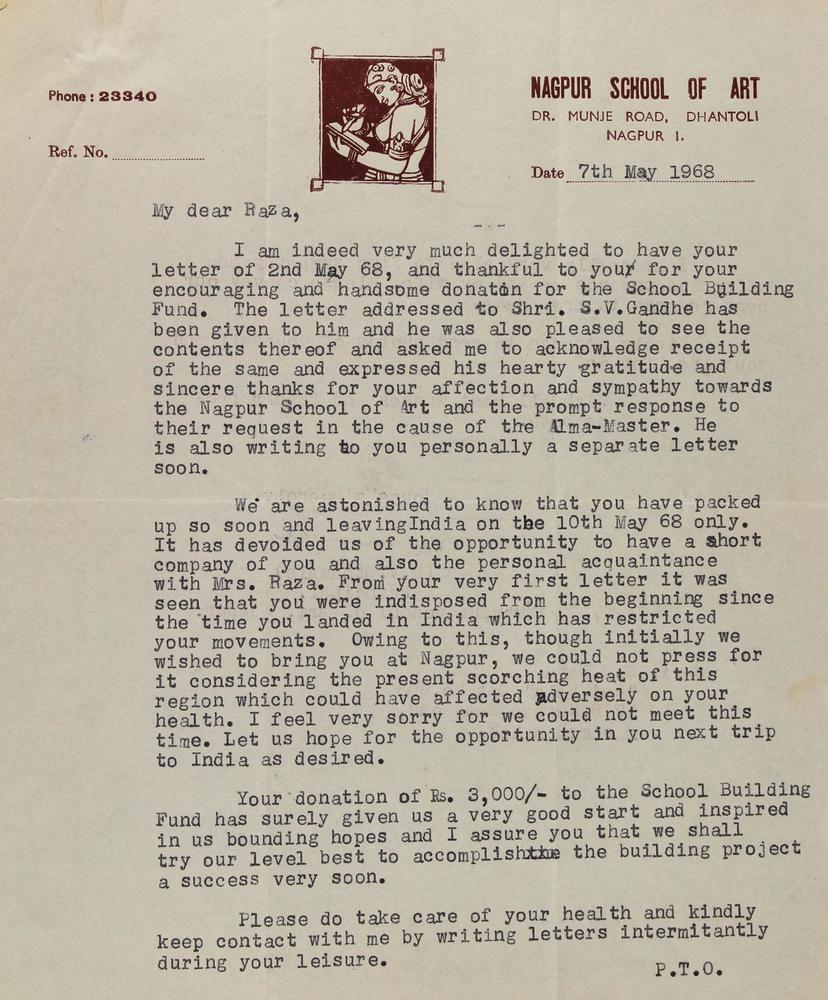 Phone : 23340
Ref. No.
NAGPUR SCHOOL OF ART
DR. MUNJE ROAD, DHANTOLI
NAGPUR 1.
Date 7th May 1968
My dear Raza,
I am indeed very much delighted to have your
letter of 2nd May 68, and thankful to you for your
encouraging and handsome donaton for the School Building
Fund. The letter addressed to Shri. S.V.Gandhe has
been given to him and he was also pleased to see the
contents thereof and asked me to acknowledge receipt
of the same and expressed his hearty gratitude and
sincere thanks for your affection and sympathy towards
the Nagpur School of Art and the prompt response to
their request in the cause of the Alma-Master. He
is also writing to you personally a separate letter
soon.
We are astonished to know that you have packed
up so soon and leavingIndia on the 10th May 68 only.
It has devoided us of the opportunity to have a short
company of you and also the personal acquaintance
with Mrs. Raza. From your very first letter it was
seen that you were indisposed from the beginning since
the time you landed in India which has restricted
your movements. Owing to this, though initially we
wished to bring you at Nagpur, we could not press for
it considering the present scorching heat of this
region which could have affected adversely on your
health. I feel very sorry for we could not meet this
time. Let us hope for the opportunity in you next trip
to India as desired.
Your donation of Rs. 3,000/- to the School Building
Fund has surely given us a very good start and inspired
in us bounding hopes and I assure you that we shall
try our level best to accomplish the building project
a success very soon.
Please do take care of your health and kindly
keep contact with me by writing letters intermitantly
during your leisure.
P.T.O.